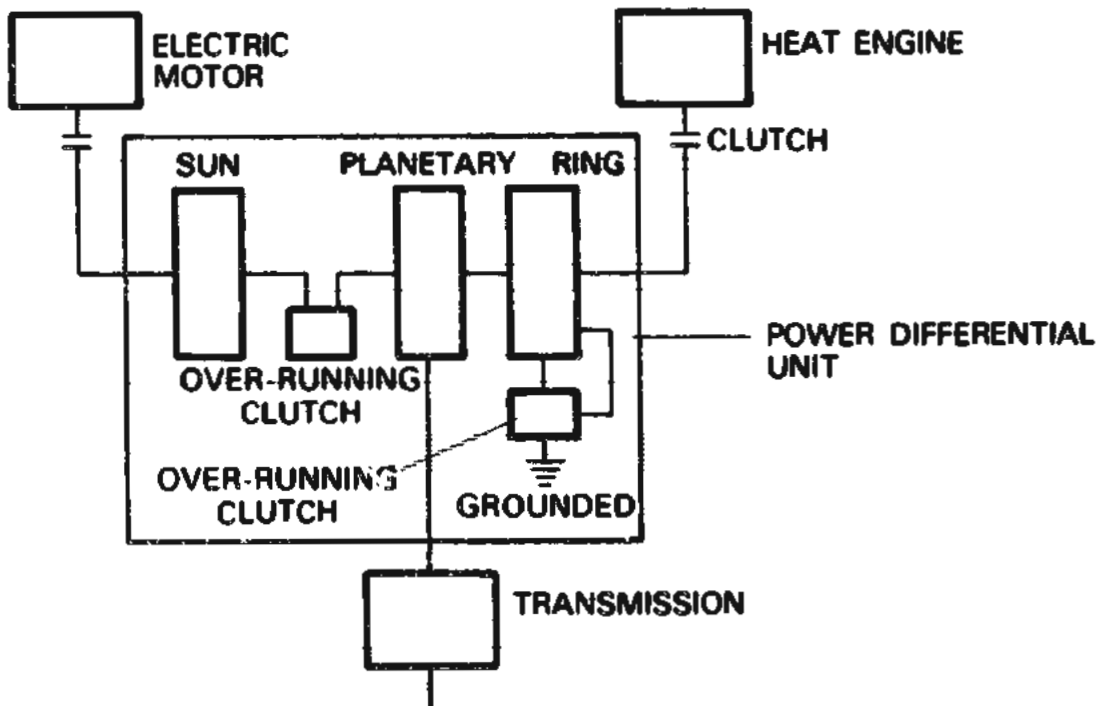 ELECTRIC
MOTOR
HEAT ENGINE
CLUTCH
SUN
PLANETARY
RING
OVER-RUNNING
CLUTCH
POWER DIFFERENTIAL
UNIT
OVER-RUNNING
CLUTCH
GROUNDED
TRANSMISSION